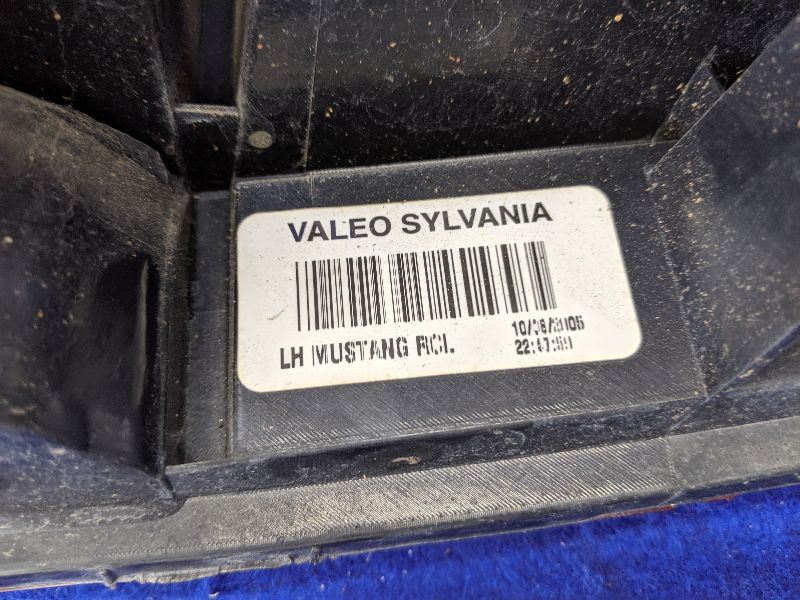 VALEO SYLVANIA
LH MUSTANG RCL
10/06/2005